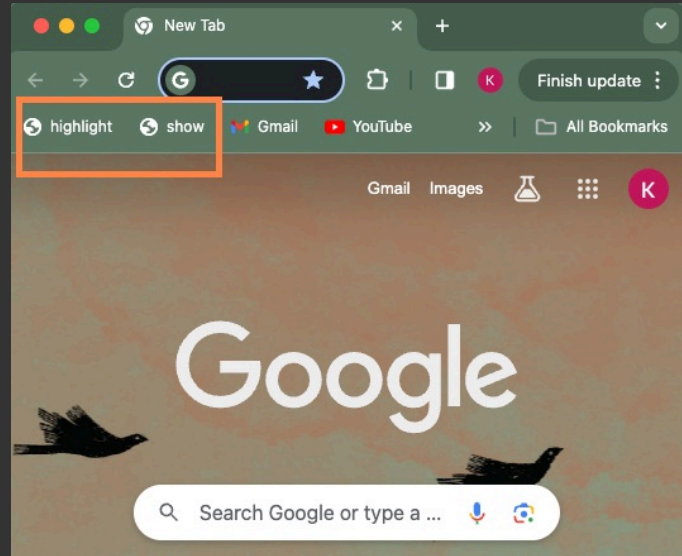 New Tab
G
K
Finish update
highlight show Gmail YouTube » All Bookmarks
Gmail Images K
Google
Search Google or type a ...